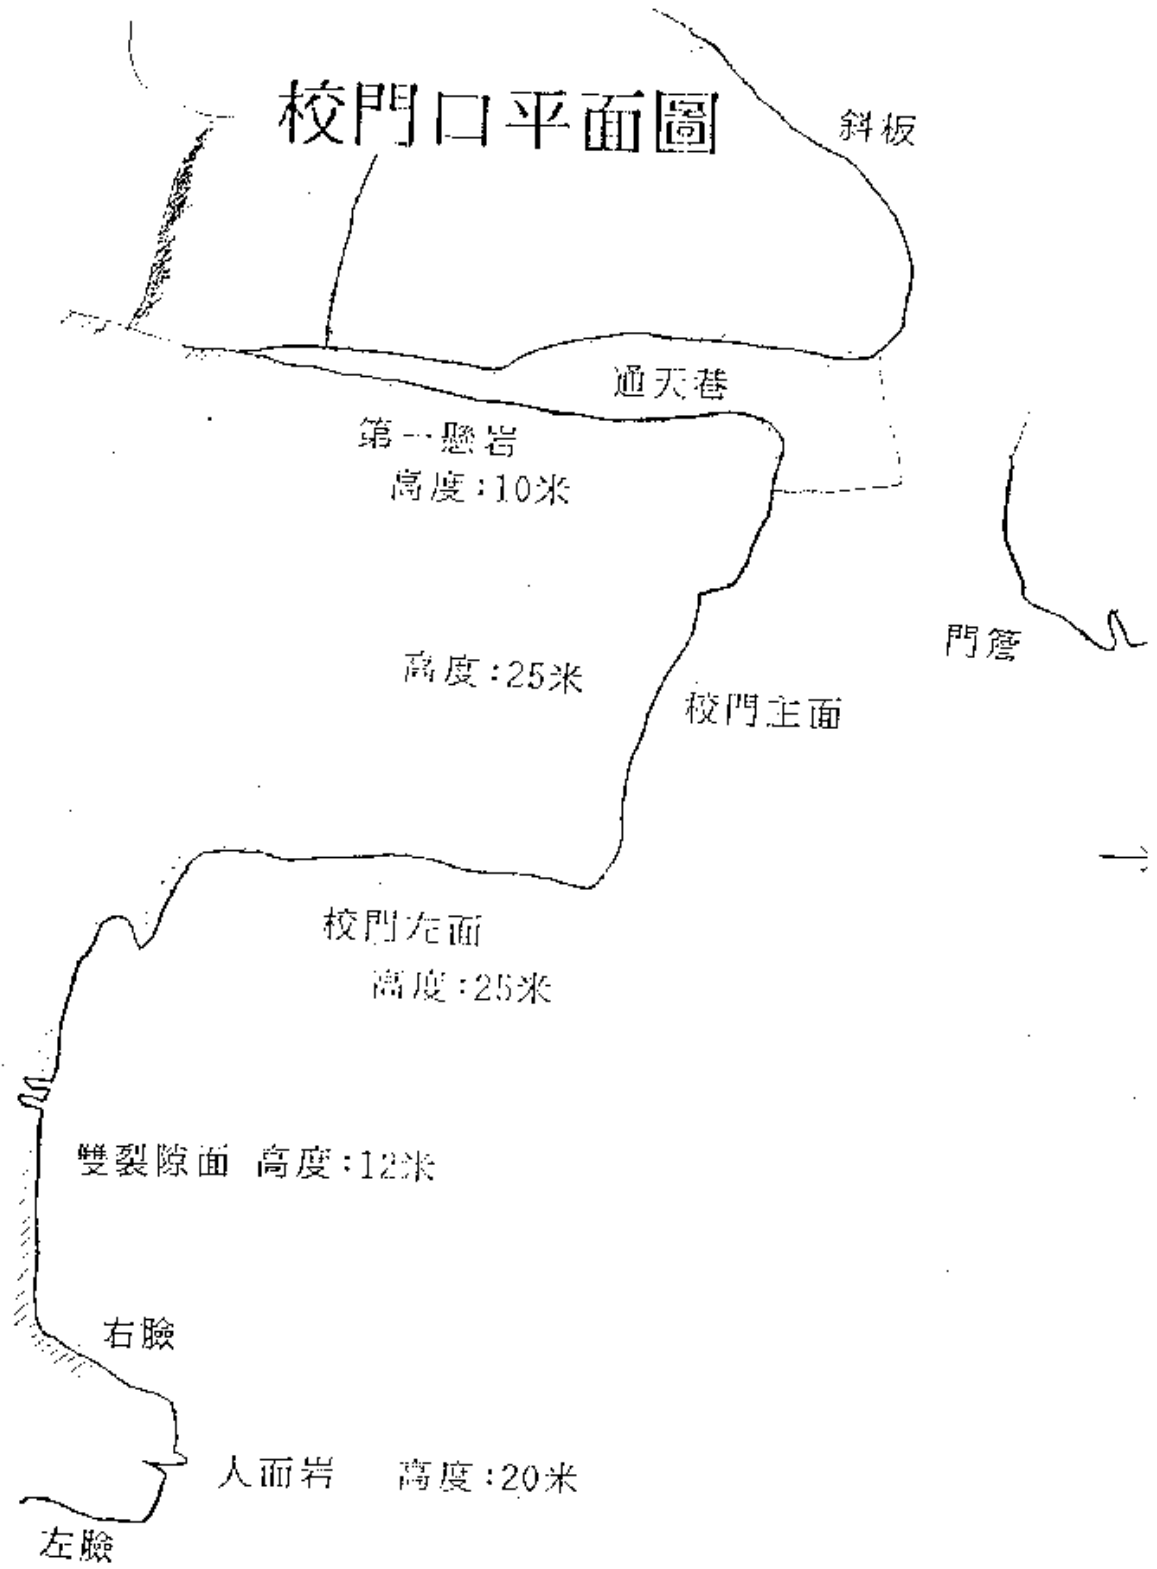 校門口平面圖
斜板
通天巷
第一懸岩
高度:10米
門簷
高度:25米
校門主面
校門左面
高度:25米
雙裂隙面 高度:12米
右臉
人面岩 高度:20米
左臉